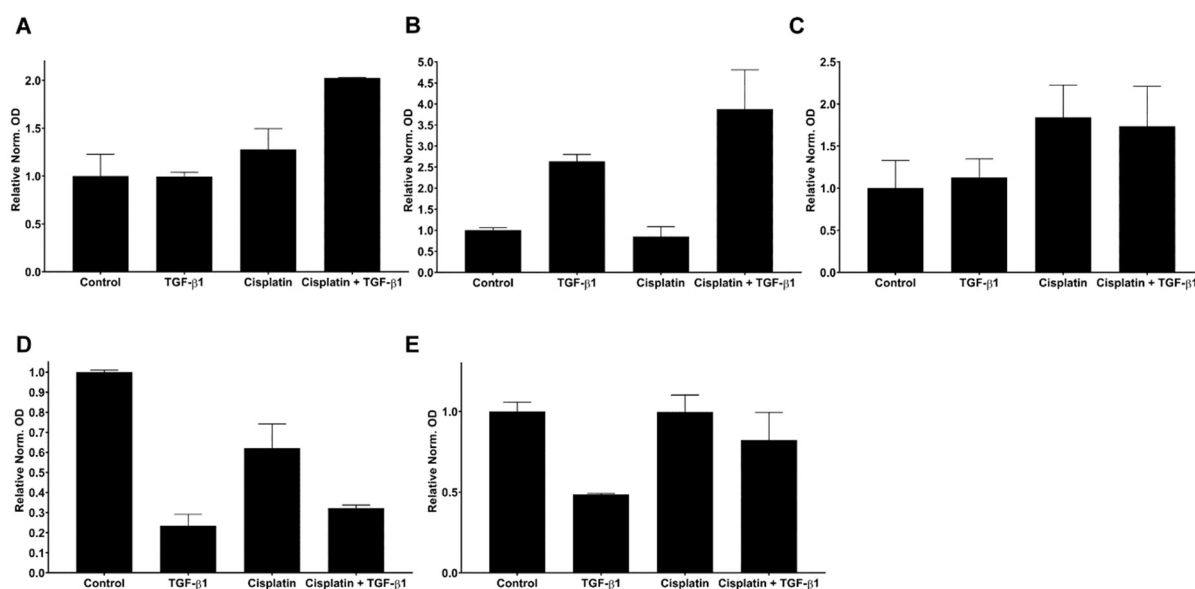 A
Relative Norm. OD
2.0
1.5
1.0
0.5
0.0
Control TGF-β1 Cisplatin Cisplatin + TGF-β1
B
Relative Norm. OD
5.0
4.5
4.0
3.5
3.0
2.5
2.0
1.5
1.0
0.5
0.0
Control TGF-β1 Cisplatin Cisplatin + TGF-β1
C
Relative Norm. OD
2.5
2.0
1.5
1.0
0.5
0.0
Control TGF-β1 Cisplatin Cisplatin + TGF-β1
D
Relative Norm. OD
1.0
0.9
0.8
0.7
0.6
0.5
0.4
0.3
0.2
0.1
0.0
Control TGF-β1 Cisplatin Cisplatin + TGF-β1
E
Relative Norm. OD
1.0
0.5
0.0
Control TGF-β1 Cisplatin Cisplatin + TGF-β1